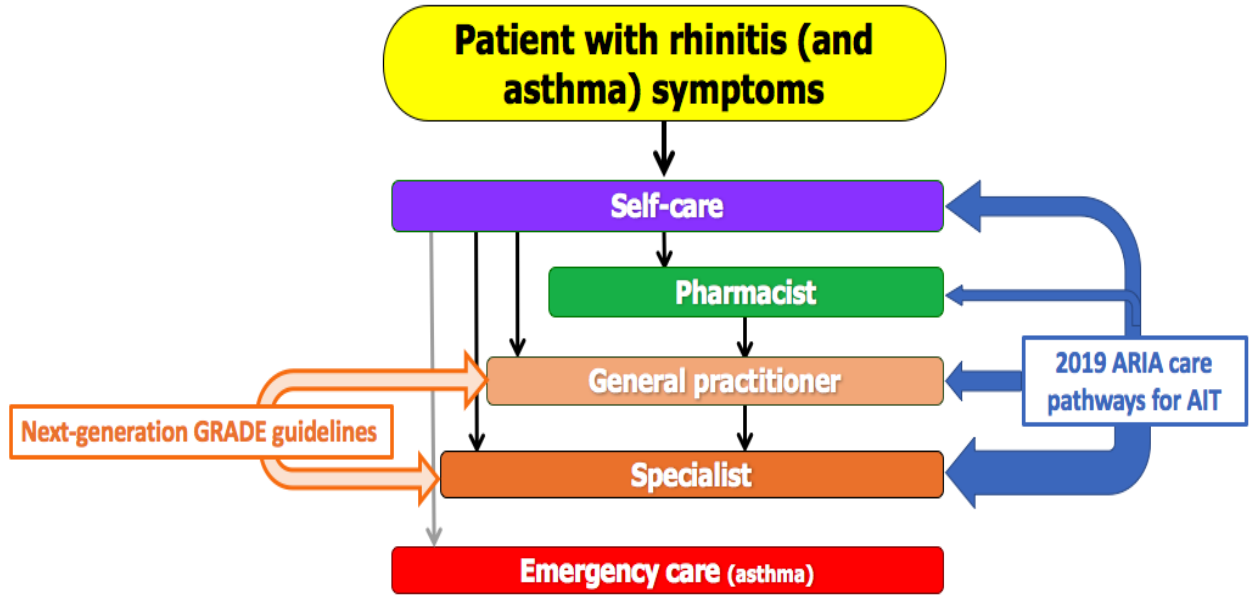 Patient with rhinitis (and
asthma) symptoms
Self-care
Pharmacist
General practitioner
2019 ARIA care
pathways for AIT
Next-generation GRADE guidelines
Specialist
Emergency care (asthma)